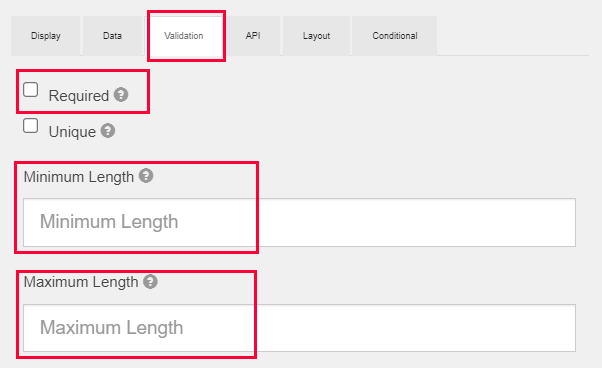 Display Data Validation API Layout Conditional
Required ?
Unique ?
Minimum Length ?
Minimum Length
Maximum Length ?
Maximum Length